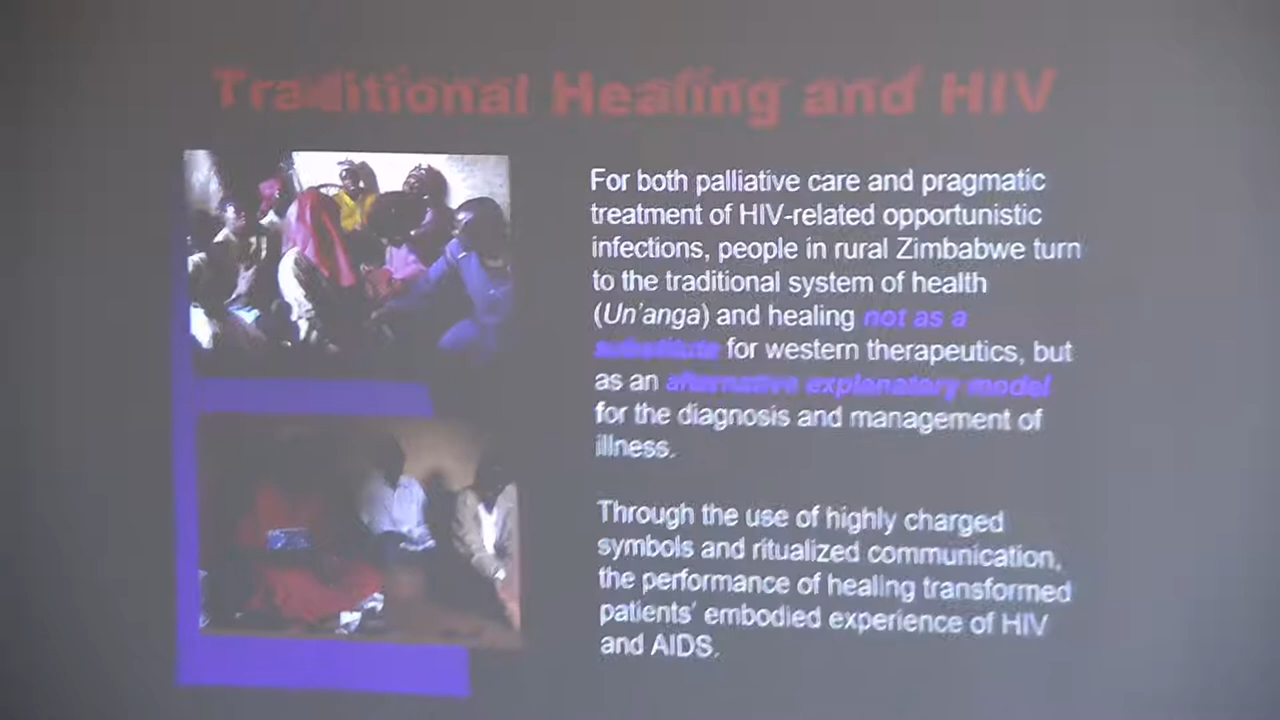 Traditional Healing and HIV
For both palliative care and pragmatic
treatment of HIV-related opportunistic
infections, people in rural Zimbabwe turn
to the traditional system of health
(Un'anga) and healing not as a
substitute for western therapeutics, but
as an alternative explanatory model
for the diagnosis and management of
illness.
Through the use of highly charged
symbols and ritualized communication,
the performance of healing transformed
patients' embodied experience of HIV
and AIDS.